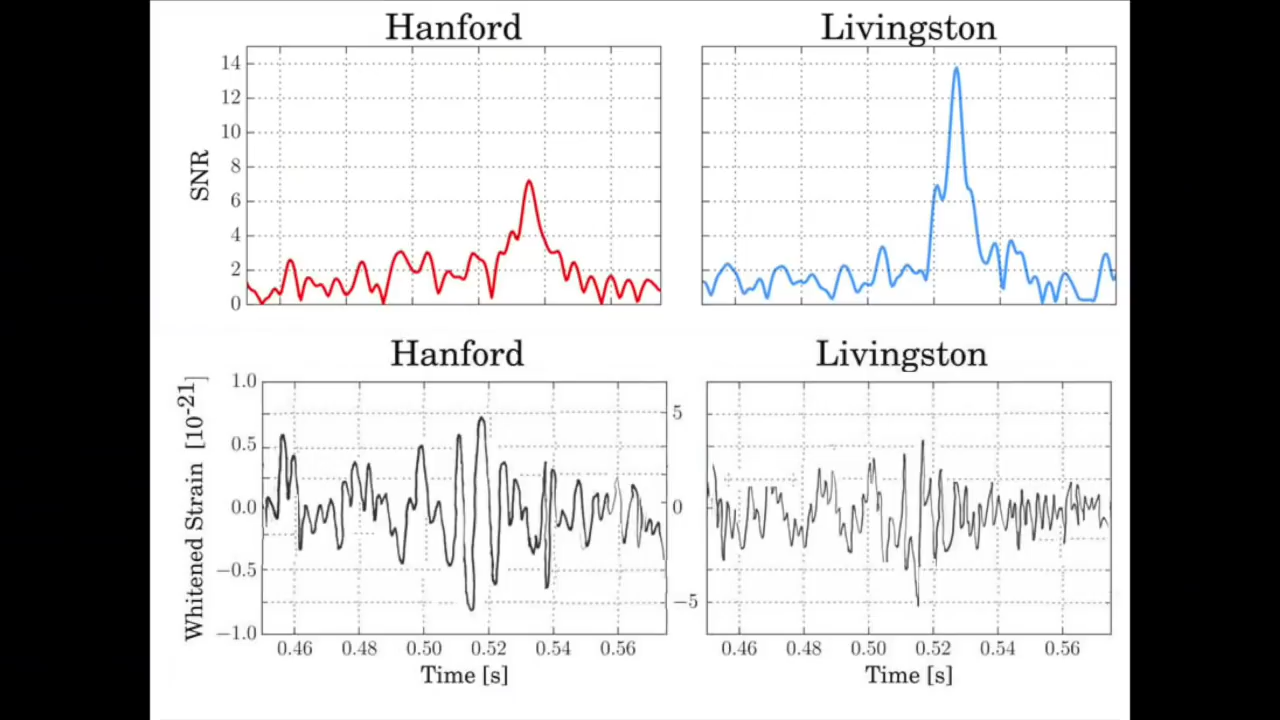 Hanford
Livingston
SNR
14
12
10
8
6
4
2
0
Hanford
Livingston
Whitened Strain [10-21]
1.0
0.5
0.0
−0.5
−1.0
5
0
−5
0.46 0.48 0.50 0.52 0.54 0.56
0.46 0.48 0.50 0.52 0.54 0.56
Time [s]
Time [s]